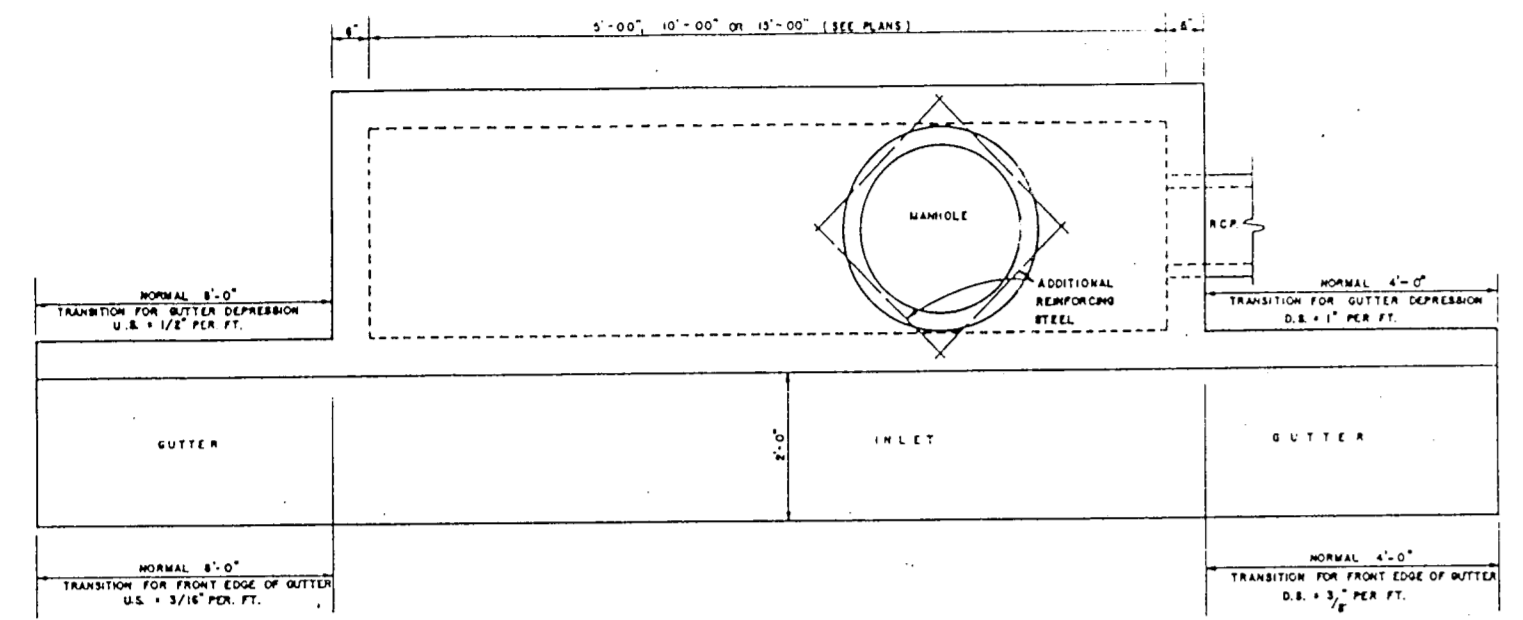 6"
5'-00", 10'-00" OR 15'-00" (SEE PLANS)
6"
MANHOLE
R.C.P.
ADDITIONAL
REINFORCING
STEEL
NORMAL 8'-0"
TRANSITION FOR GUTTER DEPRESSION
U.S. = 1/2" PER. FT.
NORMAL 4'-0"
TRANSITION FOR GUTTER DEPRESSION
D.S. = 1" PER FT.
GUTTER
2'-0"
INLET
GUTTER
NORMAL 8'-0"
TRANSITION FOR FRONT EDGE OF GUTTER
U.S. = 3/16" PER. FT.
NORMAL 4'-0"
TRANSITION FOR FRONT EDGE OF GUTTER
D.S. = 3/8" PER FT.